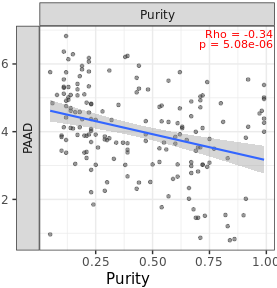 Purity
Rho = -0.34
p = 5.08e-06
PAAD
6
4
2
0.25
0.50
0.75
1.00
Purity